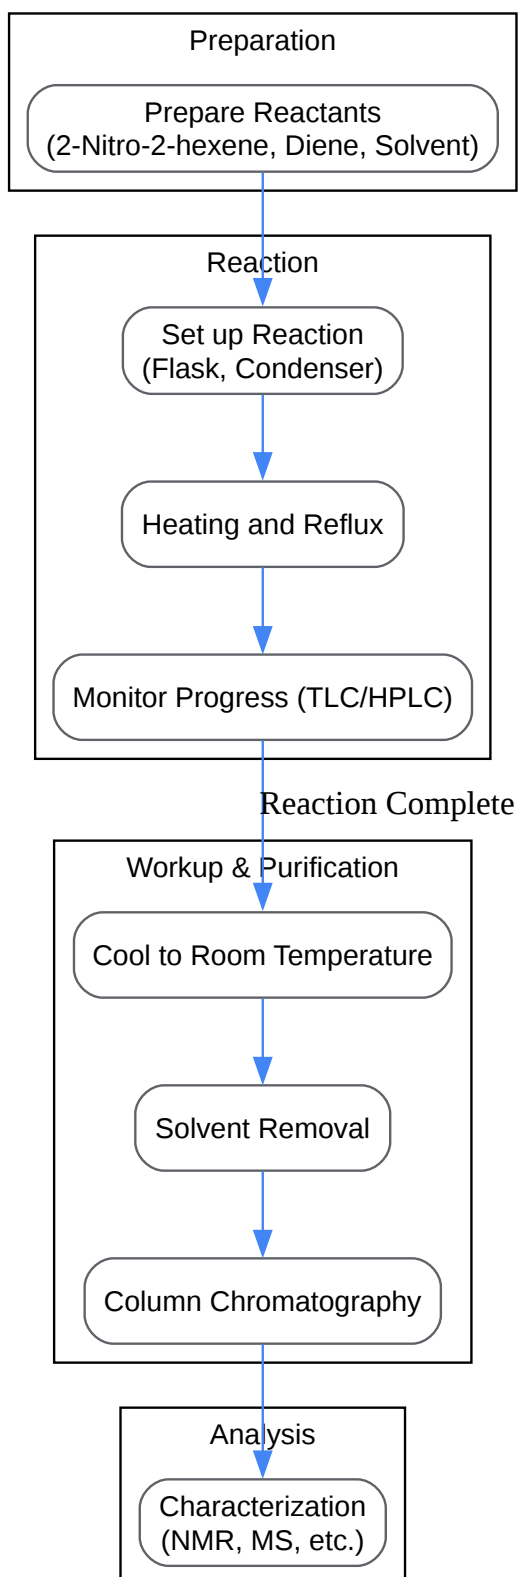 Preparation
Prepare Reactants
(2-Nitro-2-hexene, Diene, Solvent)
Reaction
Set up Reaction
(Flask, Condenser)
Heating and Reflux
Monitor Progress (TLC/HPLC)
Reaction Complete
Workup & Purification
Cool to Room Temperature
Solvent Removal
Column Chromatography
Analysis
Characterization
(NMR, MS, etc.)